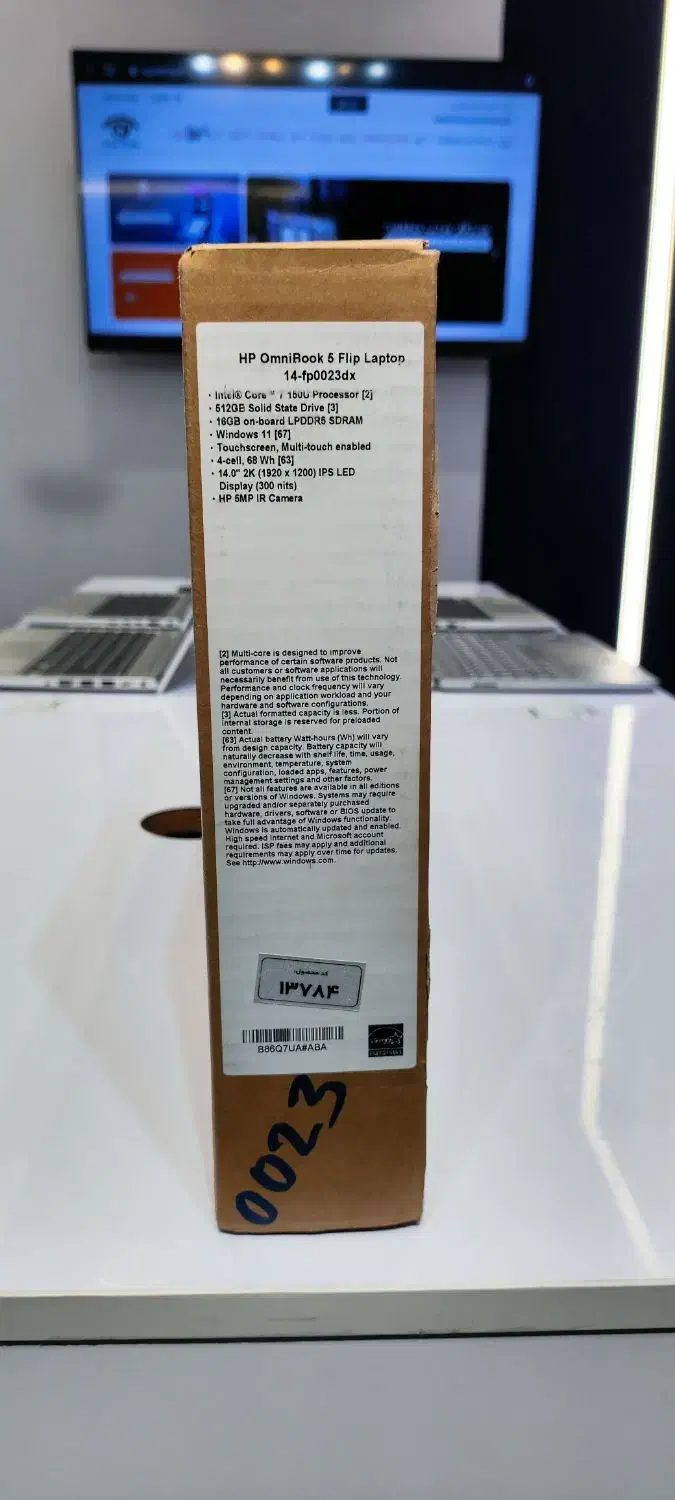 HP OmniBook 5 Flip Laptop
14-fp0023dx
· Intel® Core™ 7 150U Processor [2]
· 512GB Solid State Drive [3]
· 16GB on-board LPDDR5 SDRAM
· Windows 11 [67]
· Touchscreen, Multi-touch enabled
· 4-cell, 68 Wh [63]
· 14.0" 2K (1920 x 1200) IPS LED
Display (300 nits)
· HP 5MP IR Camera
[2] Multi-core is designed to improve
performance of certain software products. Not
all customers or software applications will
necessarily benefit from use of this technology.
Performance and clock frequency will vary
depending on application workload and your
hardware and software configurations.
[3] Actual formatted capacity is less. Portion of
internal storage is reserved for preloaded
content.
[63] Actual battery Watt-hours (Wh) will vary
from design capacity. Battery capacity will
naturally decrease with shelf life, time, usage,
environment, temperature, system
configuration, loaded apps, features, power
management settings and other factors.
[67] Not all features are available in all editions
or versions of Windows. Systems may require
upgraded and/or separately purchased
hardware, drivers, software or BIOS update to
take full advantage of Windows functionality.
Windows is automatically updated and enabled.
High speed internet and Microsoft account
required. ISP fees may apply and additional
requirements may apply over time for updates.
See http://www.windows.com.
کد محصول:
۱۳۷۸۴
B86Q7UA#ABA
0023